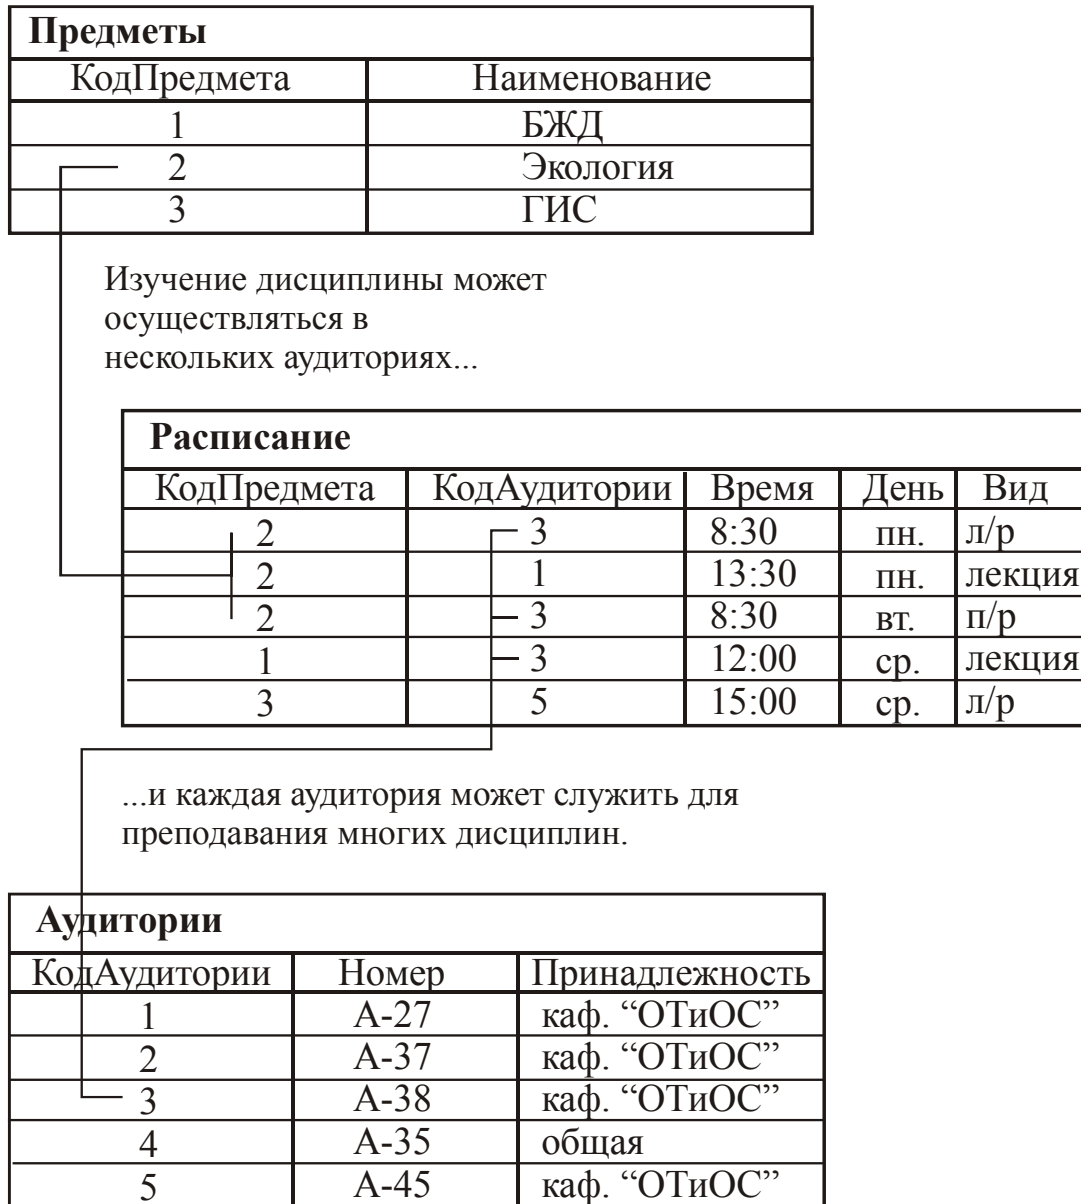 Предметы
КодПредмета Наименование
1 БЖД
2 Экология
3 ГИС
Изучение дисциплины может
осуществляться в
нескольких аудиториях...
Расписание
КодПредмета КодАудитории Время День Вид
2 3 8:30 пн. л/р
2 1 13:30 пн. лекция
2 3 8:30 вт. п/р
1 3 12:00 ср. лекция
3 5 15:00 ср. л/р
...и каждая аудитория может служить для
преподавания многих дисциплин.
Аудитории
КодАудитории Номер Принадлежность
1 А-27 каф. “ОТиОС”
2 А-37 каф. “ОТиОС”
3 А-38 каф. “ОТиОС”
4 А-35 общая
5 А-45 каф. “ОТиОС”